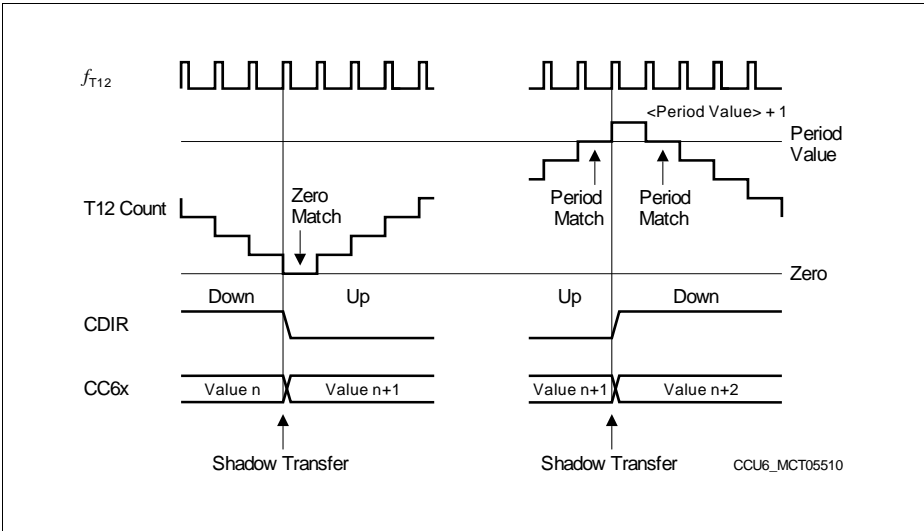 fT12
<Period Value> + 1
Period
Value
Zero
Match
Period
Match
Period
Match
T12 Count
Zero
Down
Up
Up
Down
CDIR
CC6x
Value n
Value n+1
Value n+1
Value n+2
Shadow Transfer
Shadow Transfer
CCU6_MCT05510